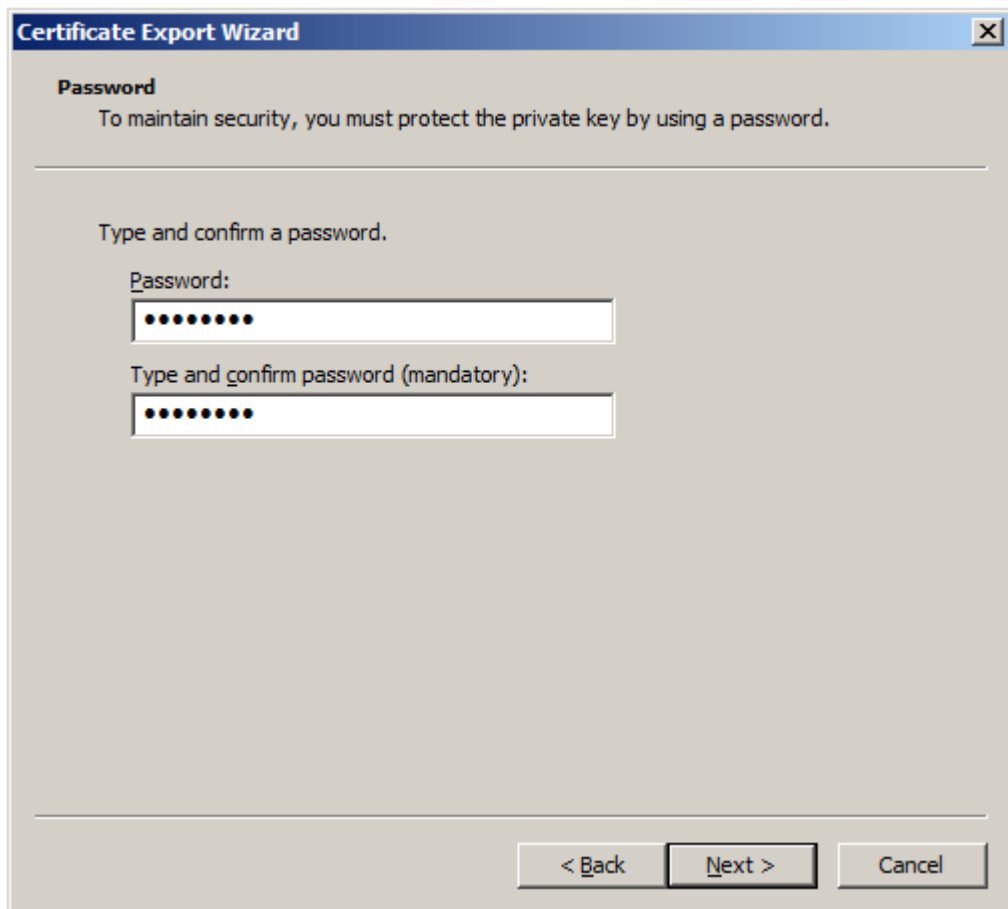 Certificate Export Wizard
Password
To maintain security, you must protect the private key by using a password.
Type and confirm a password.
Password:
••••••••
Type and confirm password (mandatory):
••••••••
< Back
Next >
Cancel